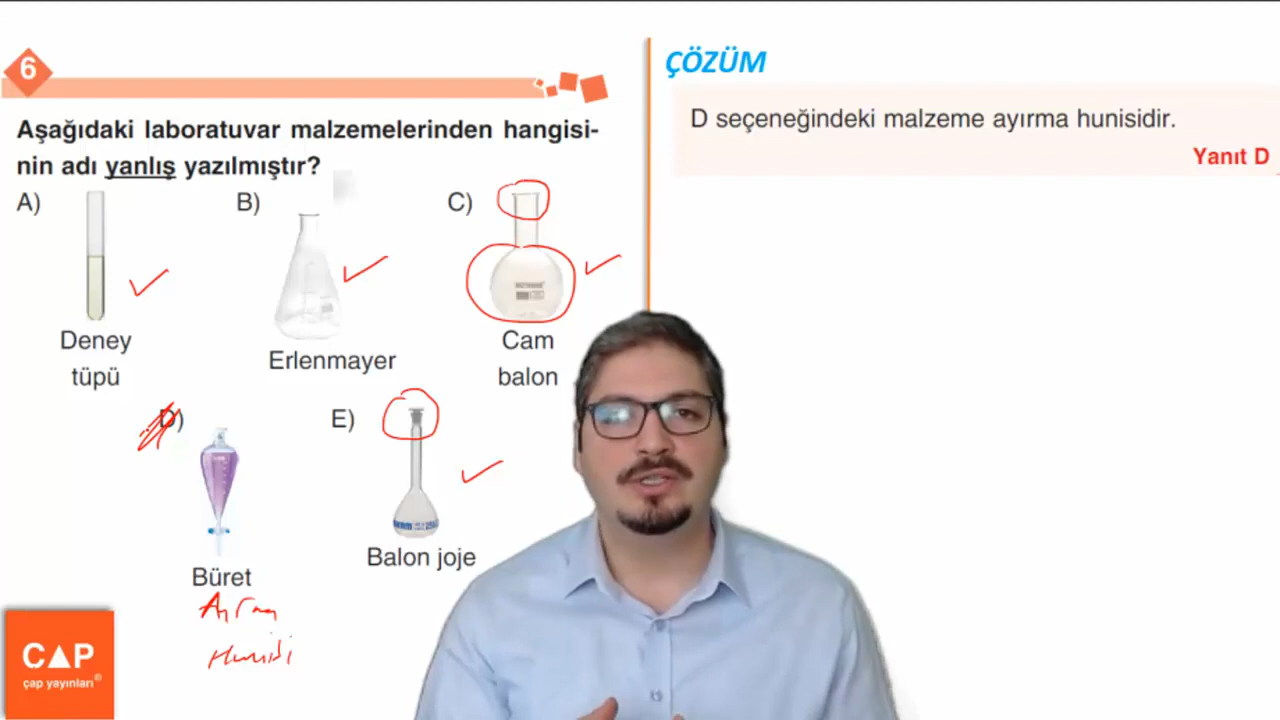 6
ÇÖZÜM
Aşağıdaki laboratuvar malzemelerinden hangisi-
nin adı yanlış yazılmıştır?
D seçeneğindeki malzeme ayırma hunisidir.
Yanıt D
A)
B)
C)
Deney
tüpü
Erlenmayer
Cam
balon
D)
E)
Büret
Balon joje
Ayırma
Hunisi
ÇAP
çap yayınları®